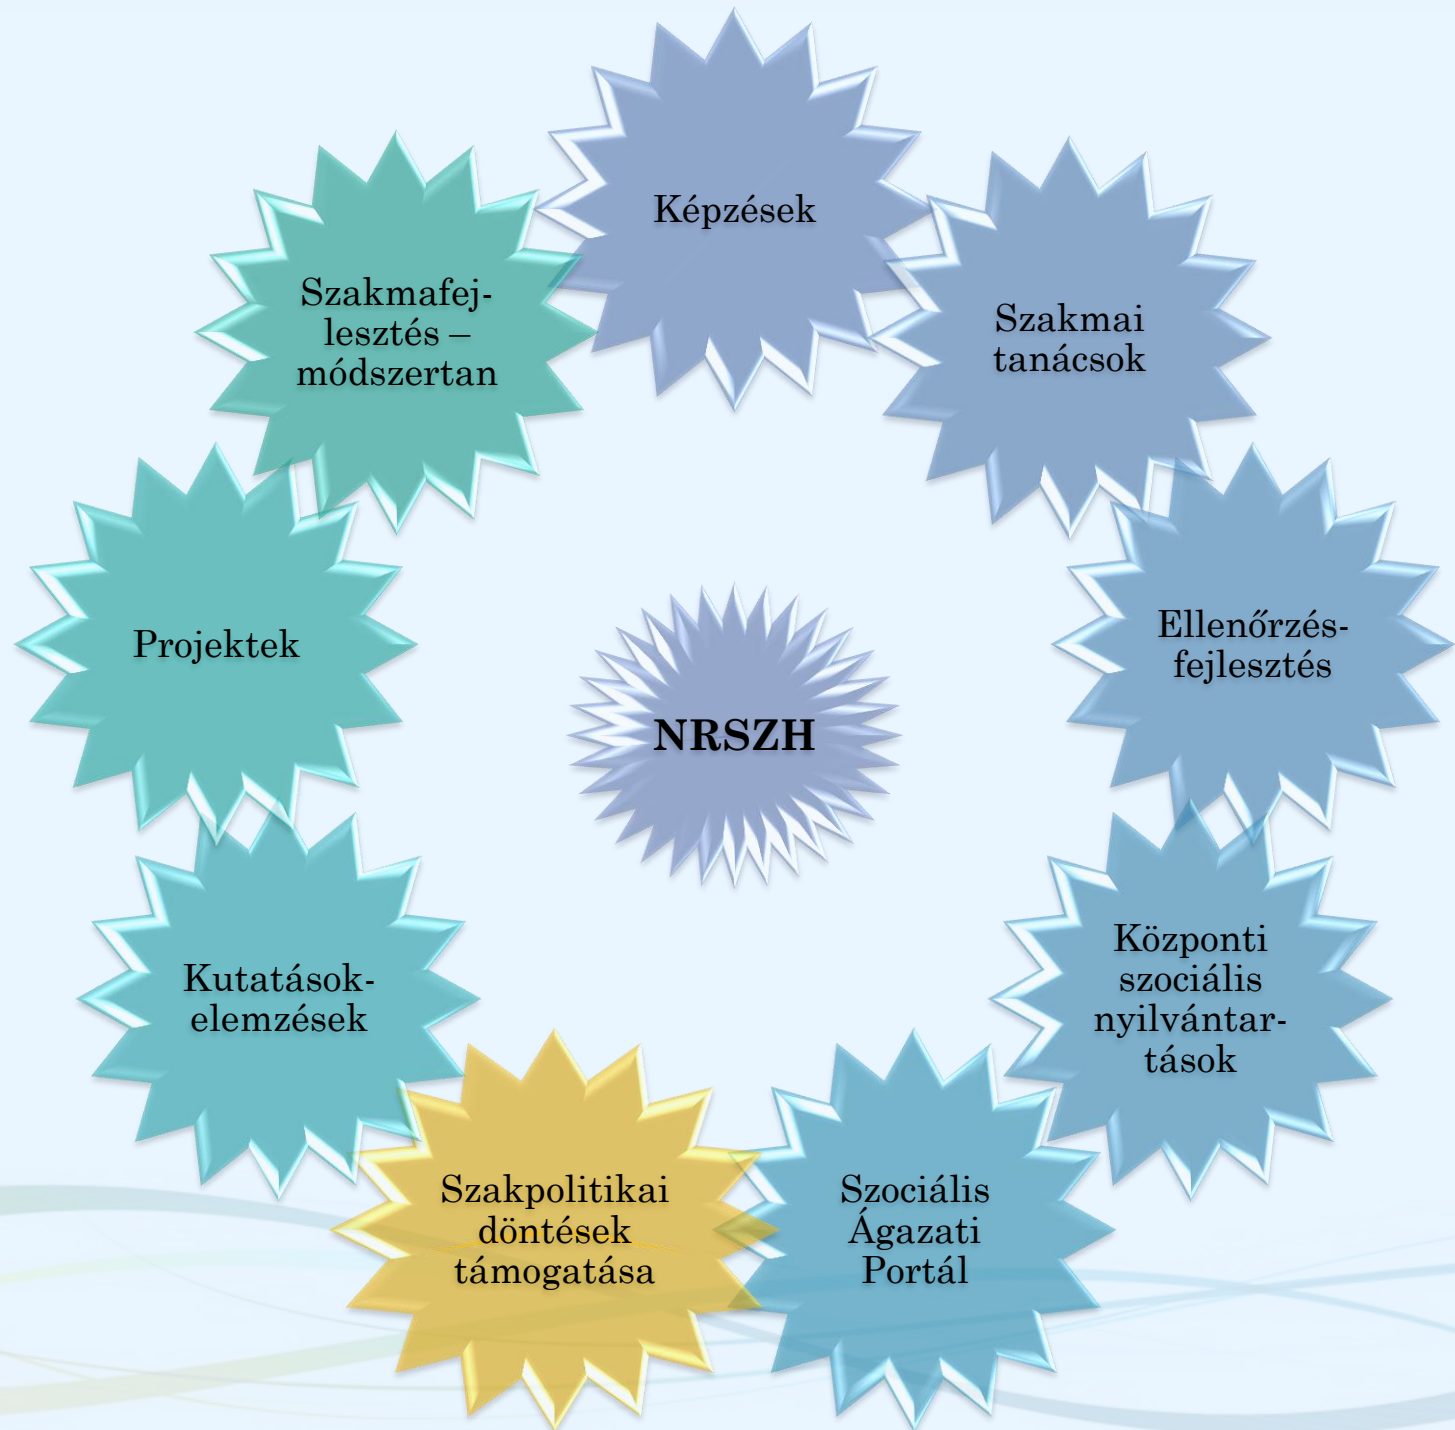 Képzések
Szakmai
tanácsok
Ellenőrzés-
fejlesztés
Központi
szociális
nyilvántar-
tások
Szociális
Ágazati
Portál
Szakpolitikai
döntések
támogatása
Kutatások-
elemzések
Projektek
Szakmafej-
lesztés –
módszertan
NRSZH